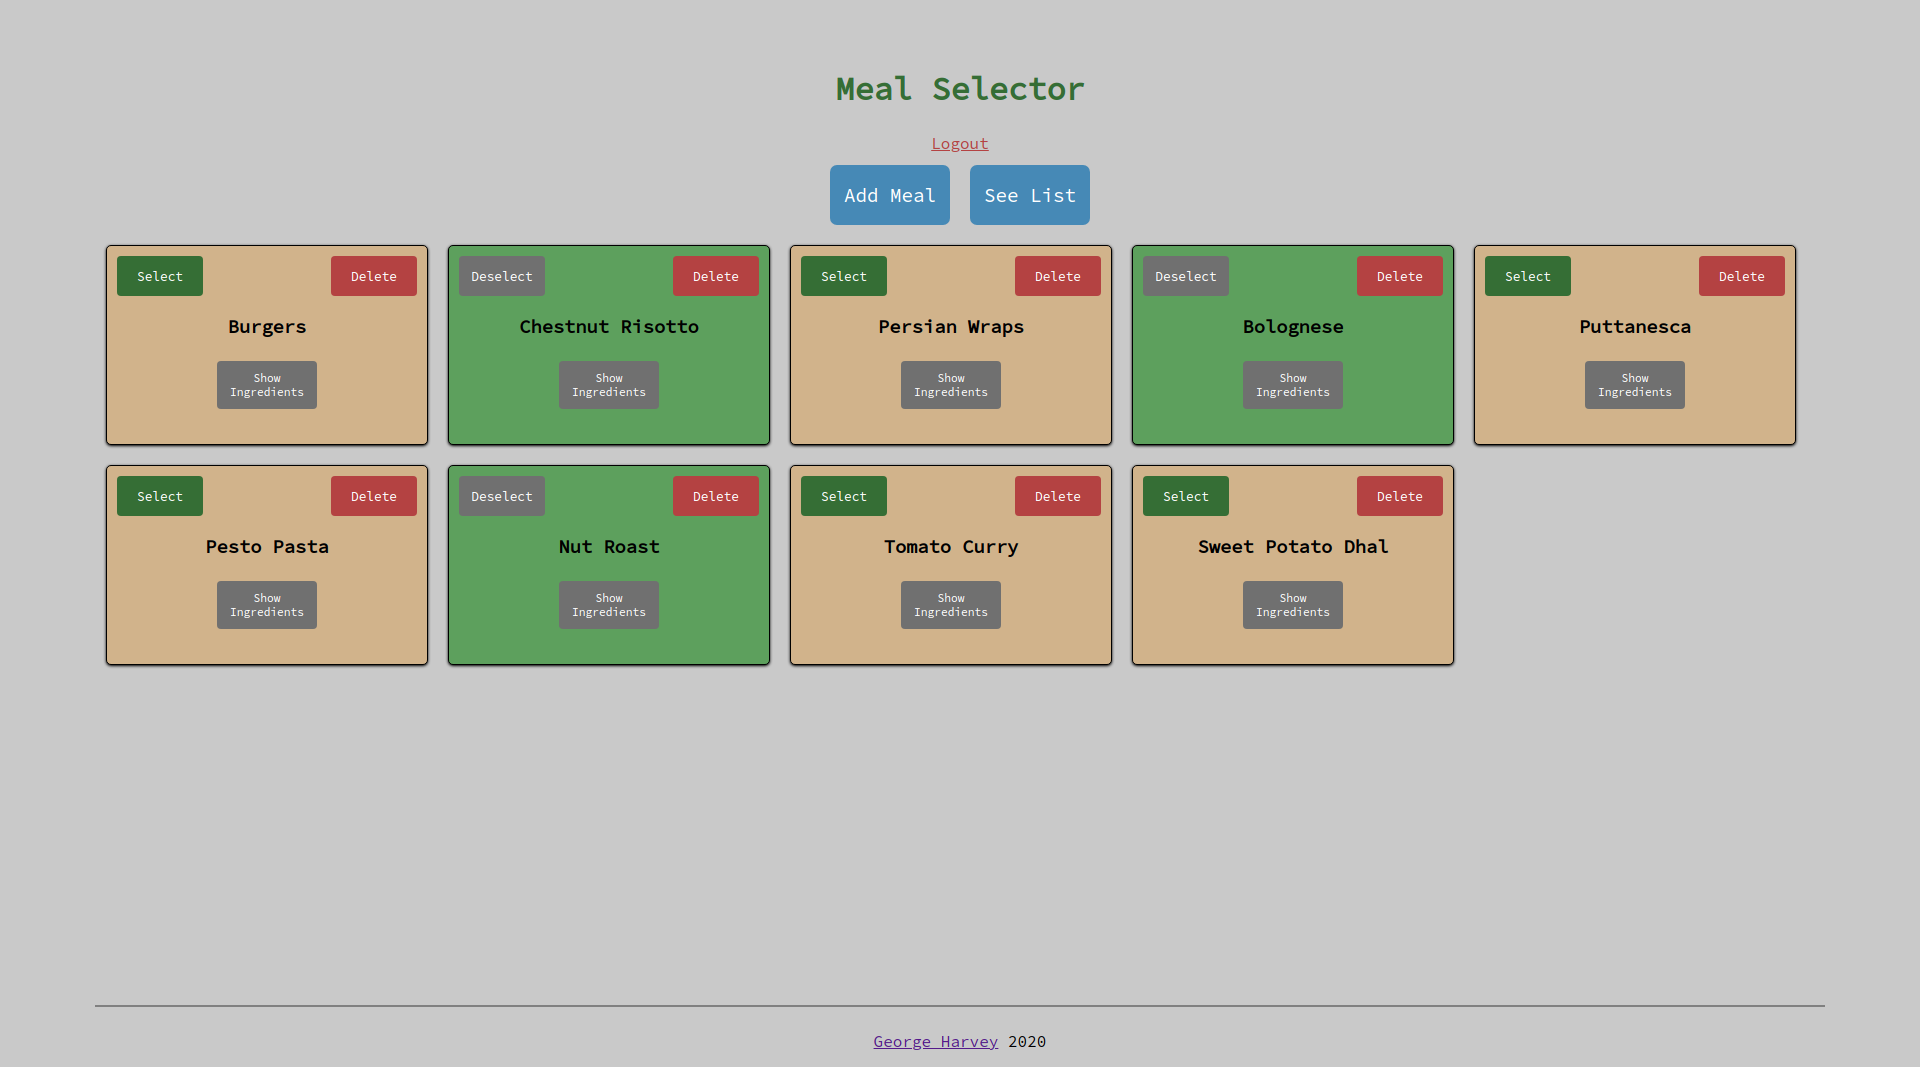 Meal Selector
Logout
Add Meal See List
Select Delete Deselect Delete Select Delete Deselect Delete Select Delete
Burgers Chestnut Risotto Persian Wraps Bolognese Puttanesca
Show Show Show Show Show
Ingredients Ingredients Ingredients Ingredients Ingredients
Select Delete Deselect Delete Select Delete Select Delete
Pesto Pasta Nut Roast Tomato Curry Sweet Potato Dhal
Show Show Show Show
Ingredients Ingredients Ingredients Ingredients
George Harvey 2020